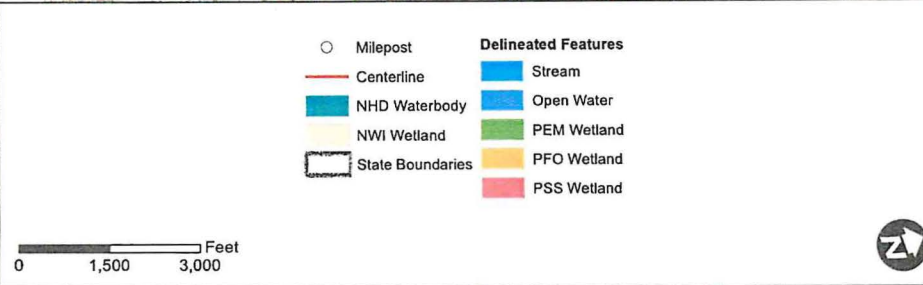 Milepost
Centerline
NHD Waterbody
NWI Wetland
State Boundaries
Delineated Features
Stream
Open Water
PEM Wetland
PFO Wetland
PSS Wetland
Feet
0 1,500 3,000
N